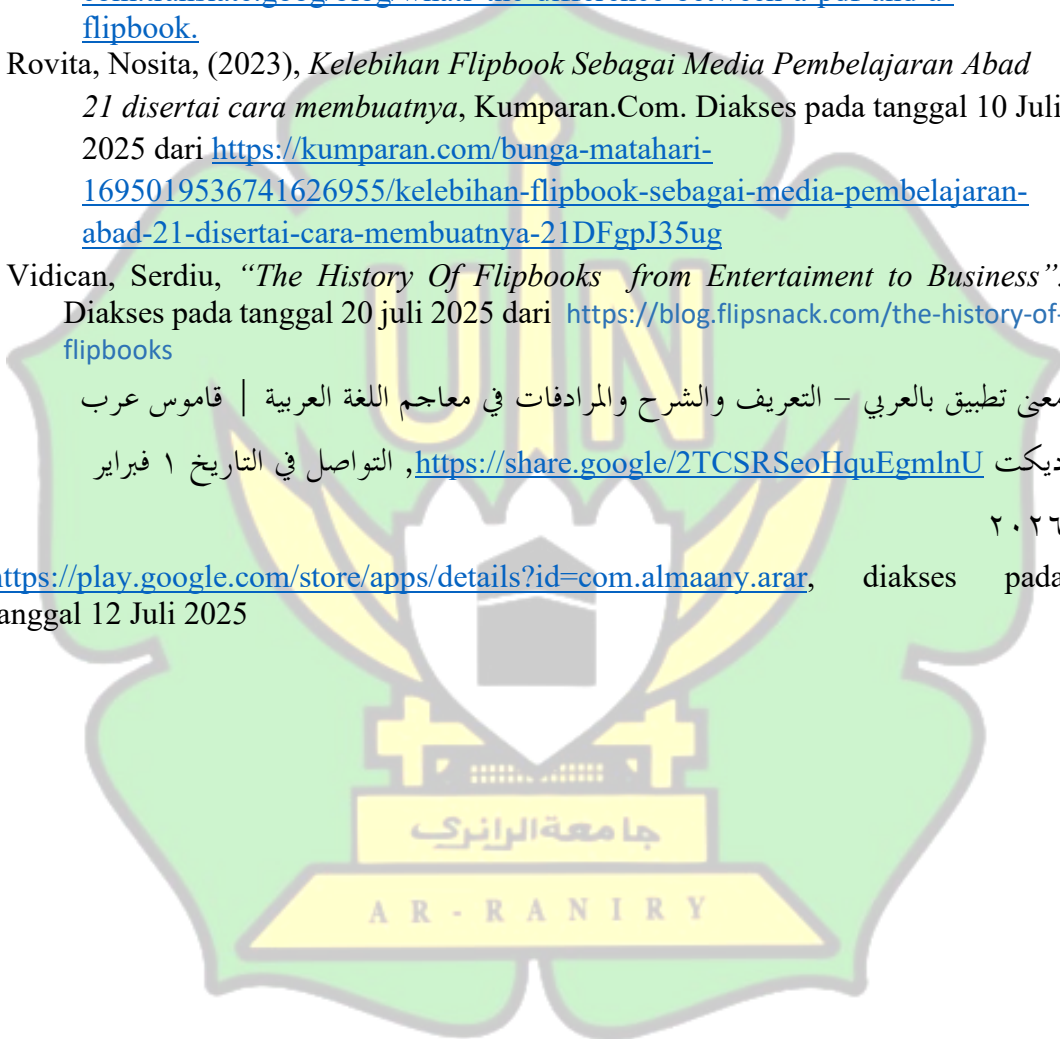 flipbook.
Rovita, Nosita, (2023), Kelebihan Flipbook Sebagai Media Pembelajaran Abad
21 disertai cara membuatnya, Kumparan.Com. Diakses pada tanggal 10 Juli
2025 dari https://kumparan.com/bunga-matahari-
1695019536741626955/kelebihan-flipbook-sebagai-media-pembelajaran-
abad-21-disertai-cara-membuatnya-21DFgpJ35ug
Vidican, Serdiu, “The History Of Flipbooks from Entertaiment to Business”.
Diakses pada tanggal 20 juli 2025 dari https://blog.flipsnack.com/the-history-of-
flipbooks
معنى تطبيق بالعربي – التعريف والشرح والمرادفات في معاجم اللغة العربية | قاموس عرب
ديكت https://share.google/2TCSRSeoHquEgmlnU, التواصل في التاريخ ١ فبراير
٢٠٢٦
https://play.google.com/store/apps/details?id=com.almaany.arar, diakses pada
tanggal 12 Juli 2025
UIN
جامعةالرانري
AR-RANIRY